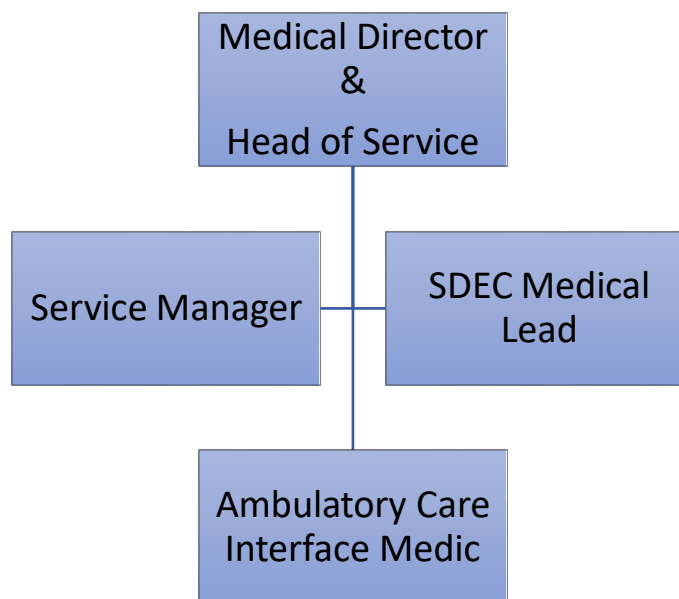 Medical Director
&
Head of Service
Service Manager
SDEC Medical
Lead
Ambulatory Care
Interface Medic